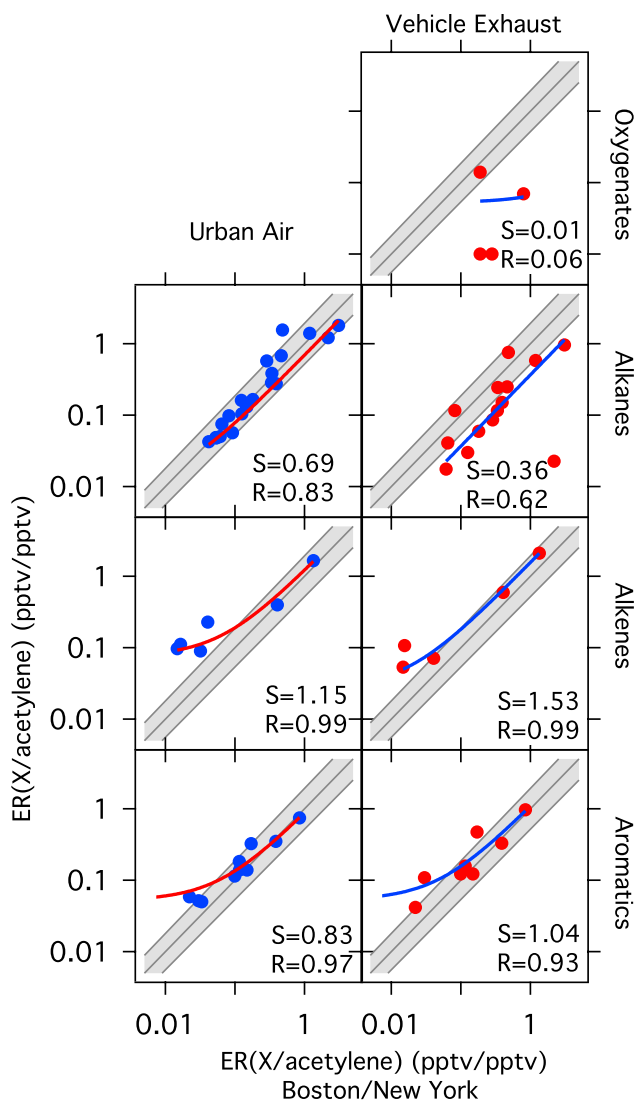 Vehicle Exhaust
Oxygenates
Urban Air
S=0.01
R=0.06
1
0.1
0.01
S=0.69
R=0.83
S=0.36
R=0.62
Alkanes
1
0.1
0.01
S=1.15
R=0.99
S=1.53
R=0.99
Alkenes
ER(X/acetylene) (pptv/pptv)
1
0.1
0.01
S=0.83
R=0.97
S=1.04
R=0.93
Aromatics
0.01 1 0.01 1
ER(X/acetylene) (pptv/pptv)
Boston/New York